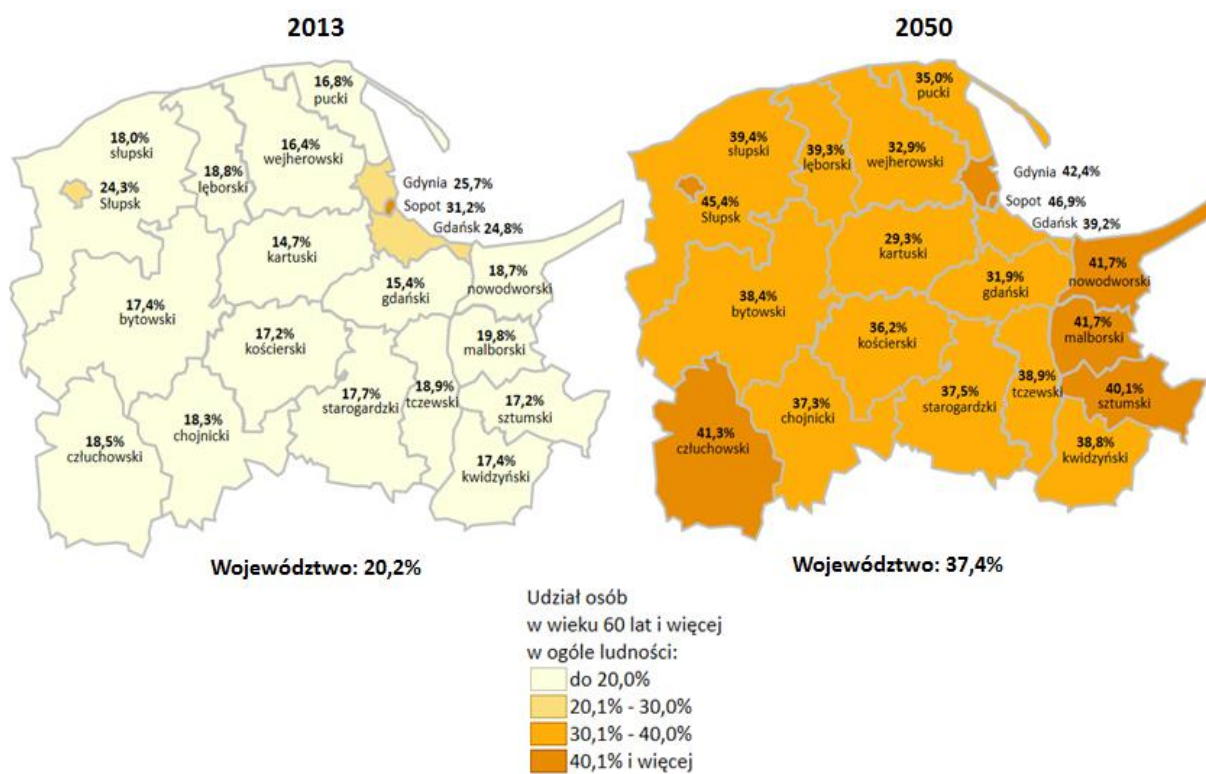 2013
16,8%
pucki
18,0%
słupski
16,4%
wejherowski
18,8%
lęborski
24,3%
Słupsk
Gdynia 25,7%
Sopot 31,2%
Gdańsk 24,8%
14,7%
kartuski
18,7%
nowodworski
15,4%
gdański
17,4%
bytowski
17,2%
kościerski
19,8%
malborski
17,7%
starogardzki
18,9%
tczewski
17,2%
sztumski
18,3%
chojnicki
18,5%
człuchowski
17,4%
kwidzyński
Województwo: 20,2%
2050
35,0%
pucki
39,4%
słupski
39,3%
lęborski
32,9%
wejherowski
Gdynia 42,4%
45,4%
Słupsk
Sopot 46,9%
Gdańsk 39,2%
29,3%
kartuski
41,7%
nowodworski
31,9%
gdański
38,4%
bytowski
36,2%
kościerski
41,7%
malborski
37,5%
starogardzki
38,9%
tczewski
40,1%
sztumski
37,3%
chojnicki
41,3%
człuchowski
38,8%
kwidzyński
Województwo: 37,4%
Udział osób
w wieku 60 lat i więcej
w ogóle ludności:
do 20,0%
20,1% - 30,0%
30,1% - 40,0%
40,1% i więcej